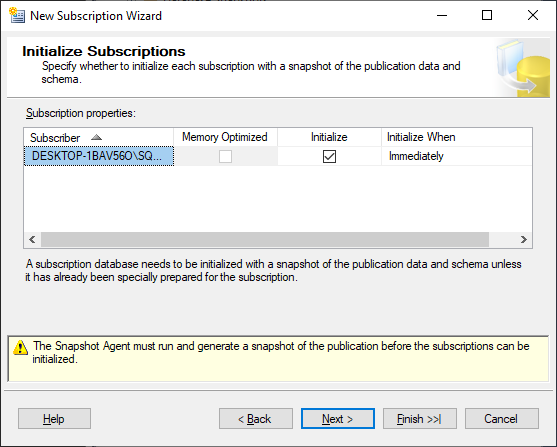 New Subscription Wizard
Initialize Subscriptions
Specify whether to initialize each subscription with a snapshot of the publication data and
schema.
Subscription properties:
Subscriber Memory Optimized Initialize Initialize When
DESKTOP-1BAV56O\SQ... Immediately
A subscription database needs to be initialized with a snapshot of the publication data and schema unless
it has already been specially prepared for the subscription.
The Snapshot Agent must run and generate a snapshot of the publication before the subscriptions can be
initialized.
Help < Back Next > Finish >>| Cancel